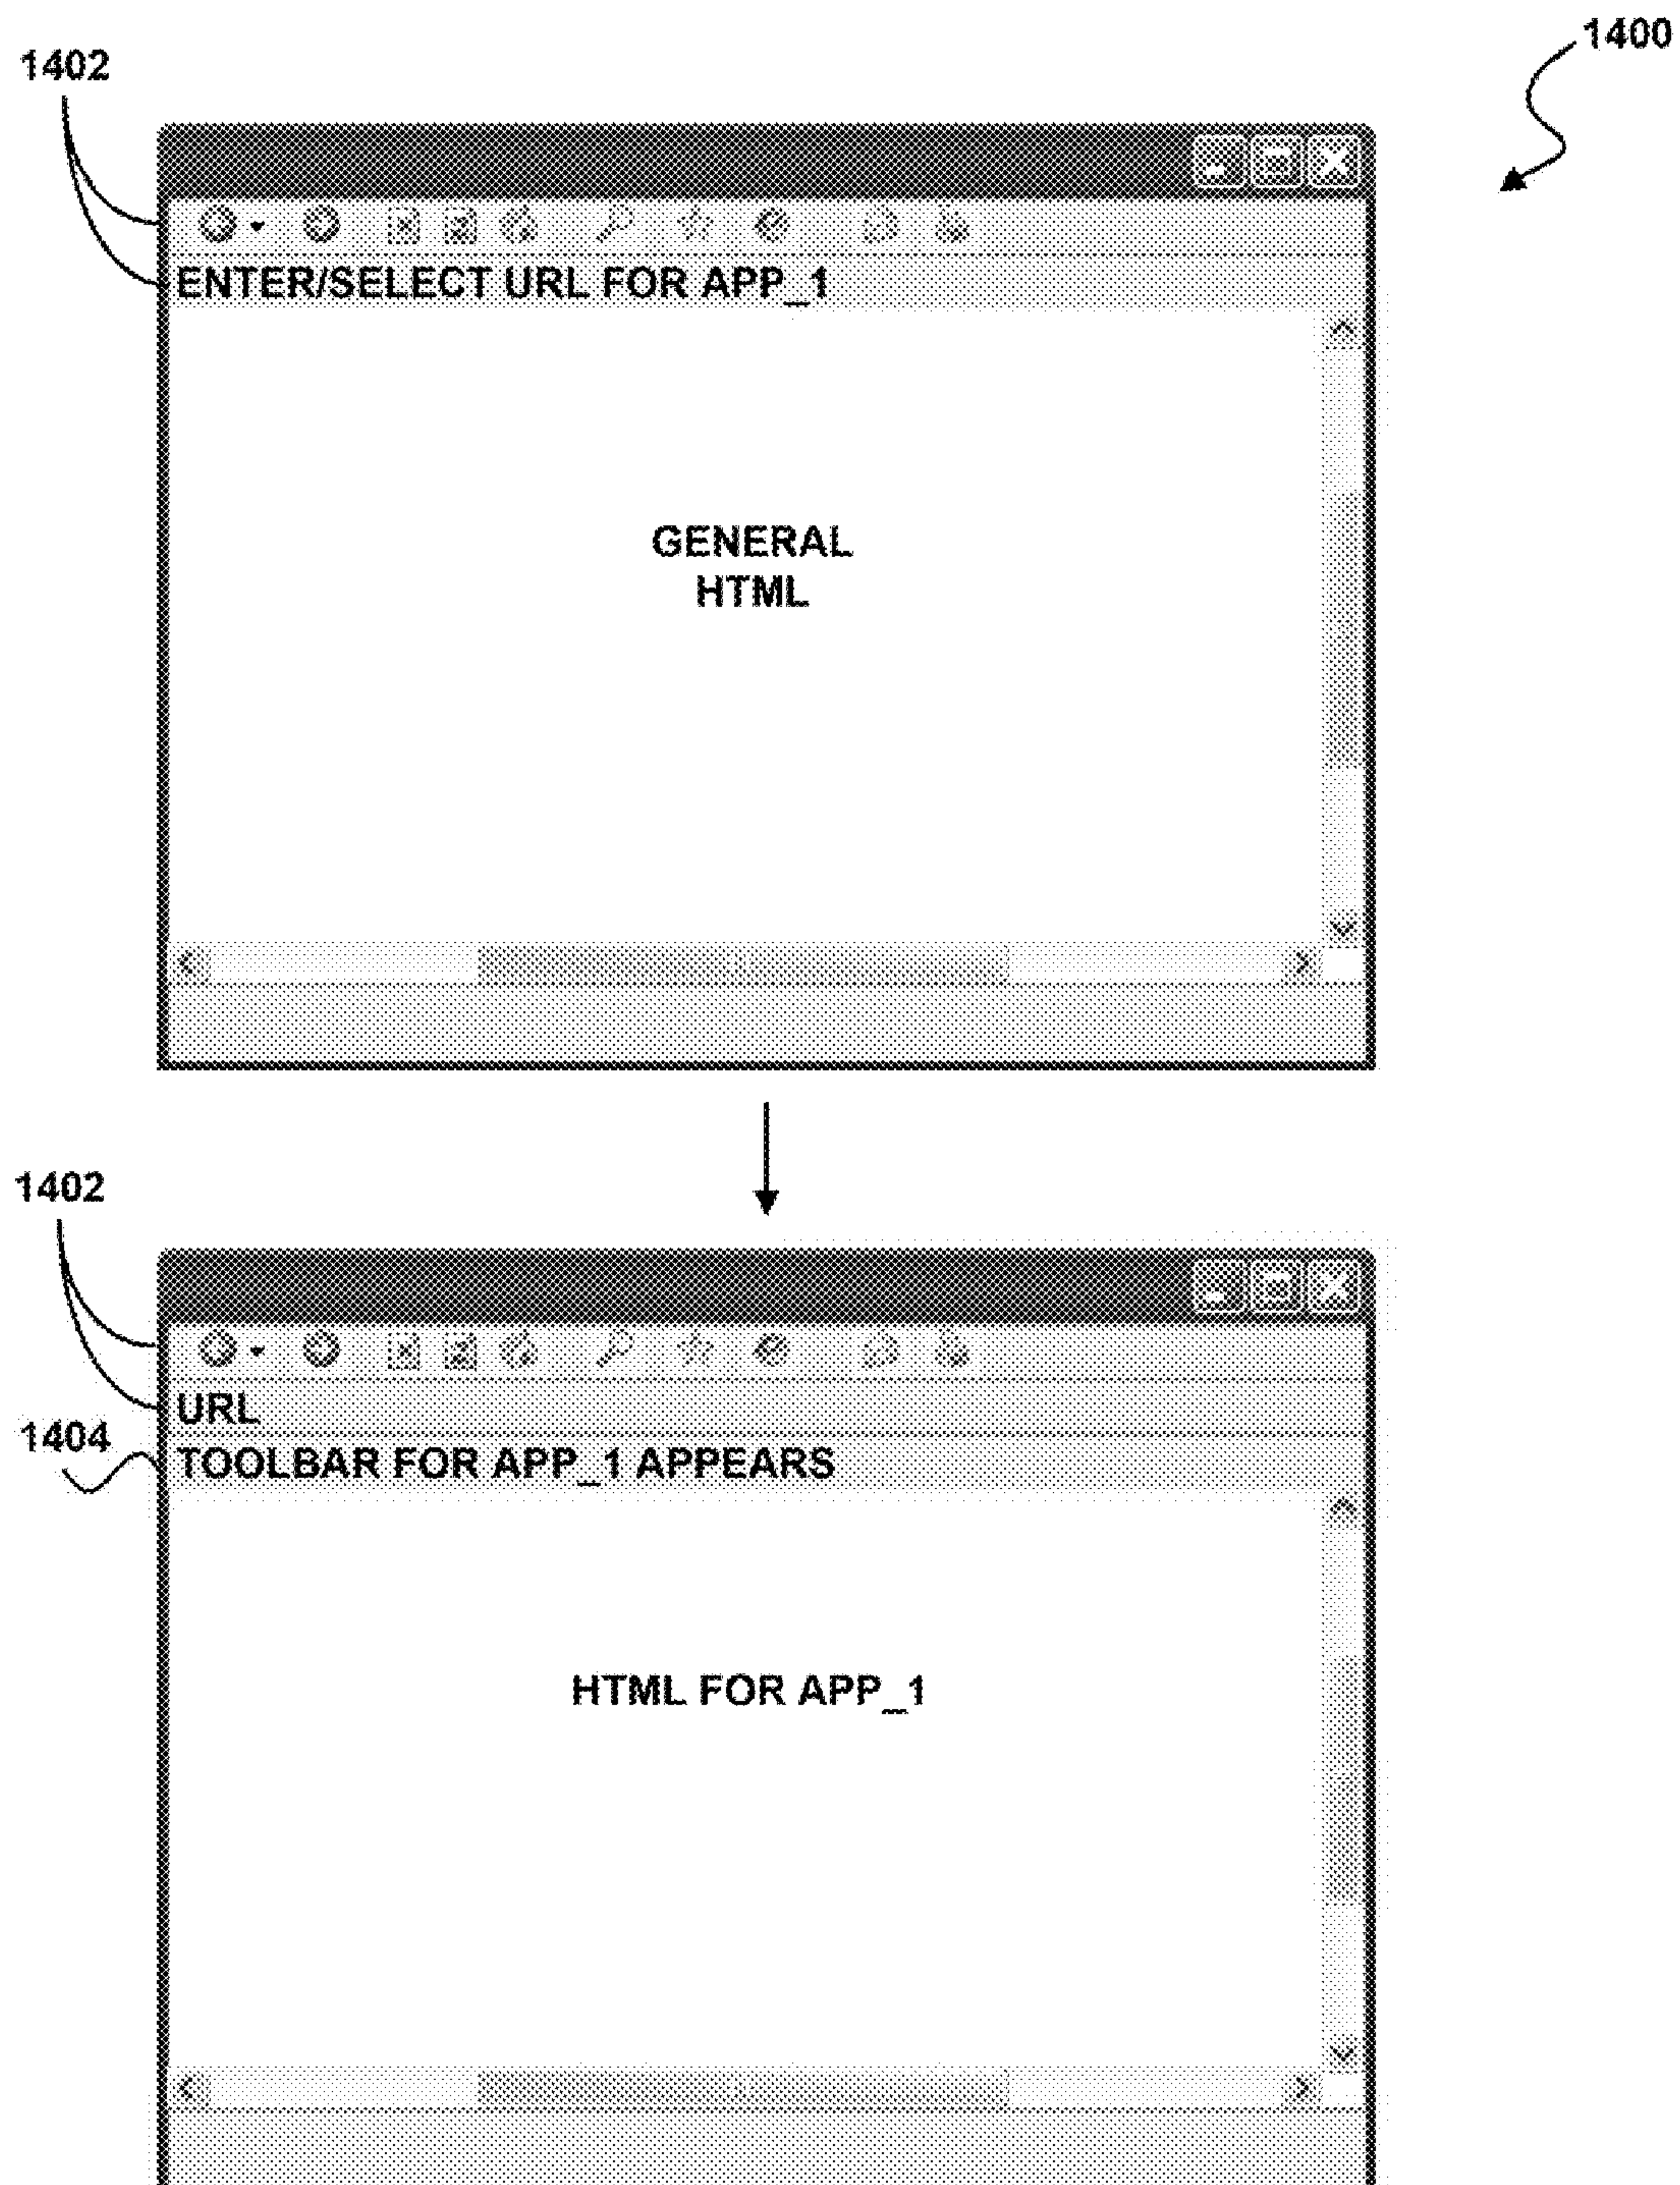 1400
1402
ENTER/SELECT URL FOR APP_1
GENERAL
HTML
1402
URL
1404
TOOLBAR FOR APP_1 APPEARS
HTML FOR APP_1